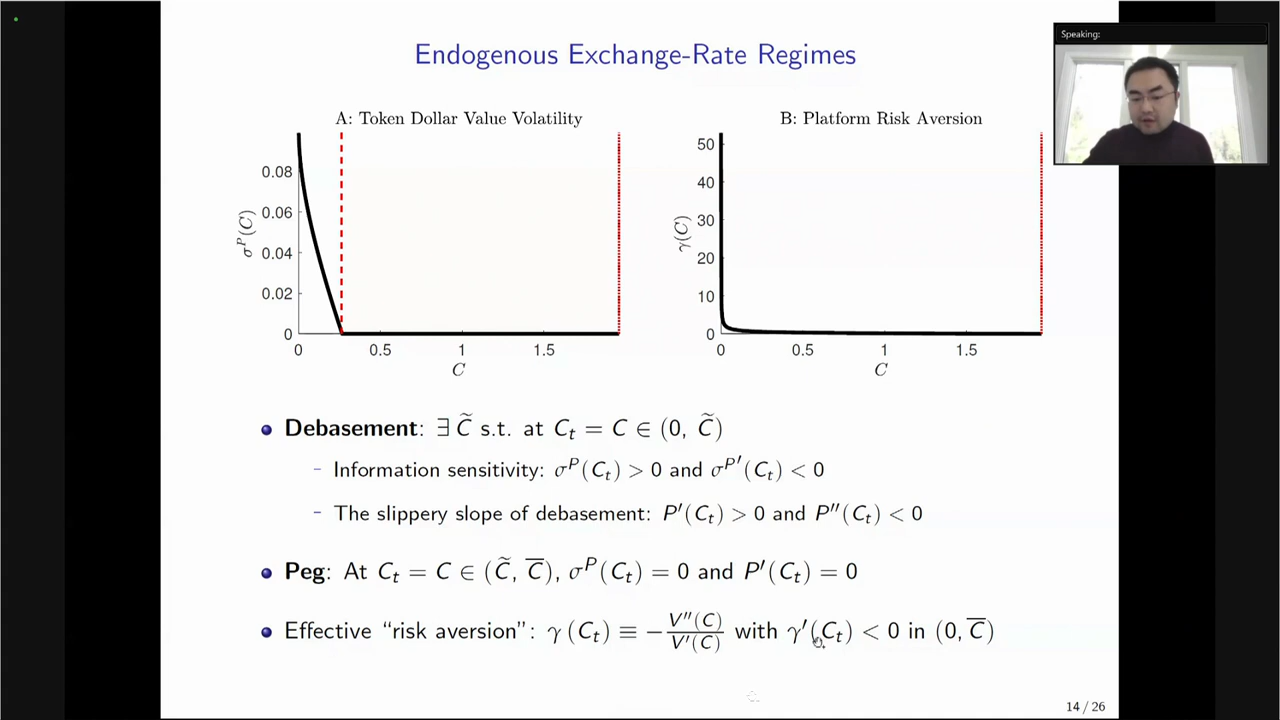 Speaking:
Endogenous Exchange-Rate Regimes
A: Token Dollar Value Volatility
B: Platform Risk Aversion
0.08
0.06
0.04
0.02
0
σ^P(C)
0 0.5 1 1.5
C
50
40
30
20
10
0
γ(C)
0 0.5 1 1.5
C
Debasement: ∃ C̃ s.t. at C_t = C ∈ (0, C̃)
– Information sensitivity: σ^P(C_t) > 0 and σ^P′(C_t) < 0
– The slippery slope of debasement: P′(C_t) > 0 and P″(C_t) < 0
Peg: At C_t = C ∈ (C̃, C̅), σ^P(C_t) = 0 and P′(C_t) = 0
Effective “risk aversion”: γ(C_t) ≡ −V″(C)/V′(C) with γ′(C_t) < 0 in (0, C̅)
14 / 26